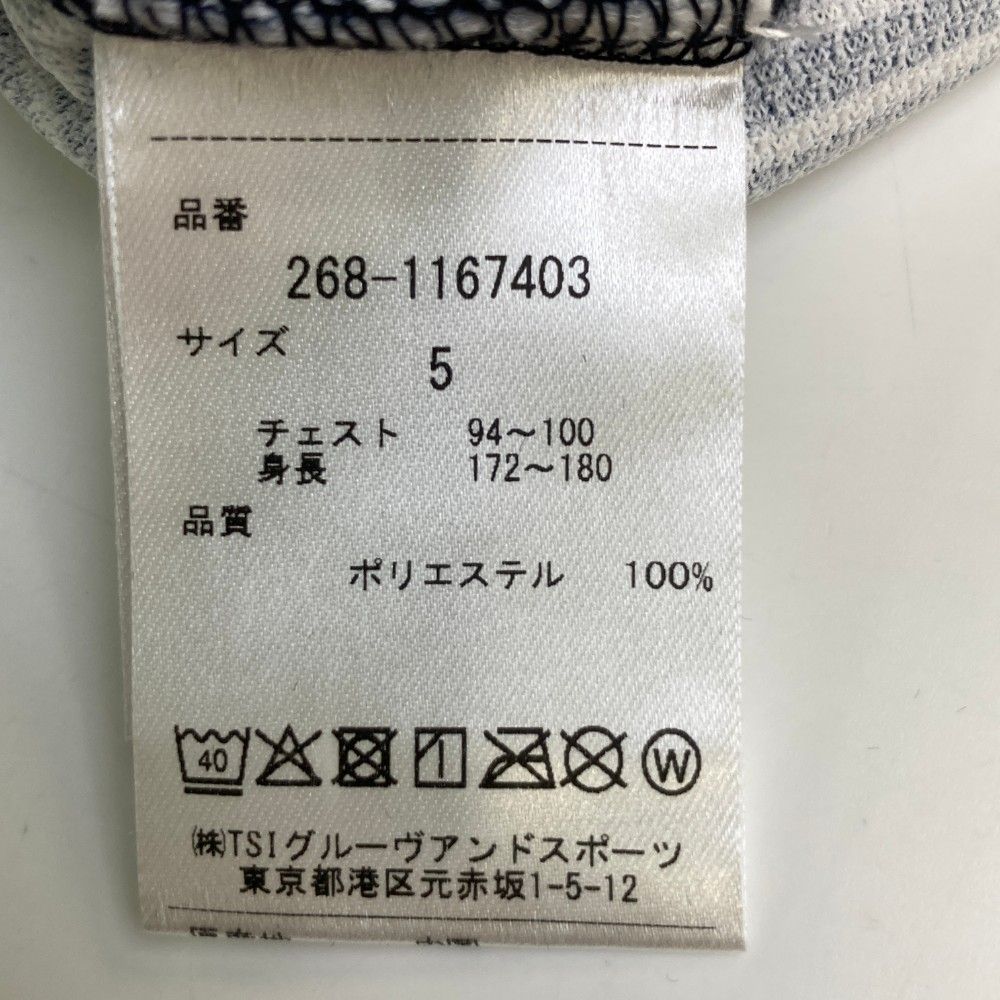 品番
268-1167403
サイズ
5
チェスト 94~100
身長 172~180
品質
ポリエステル 100%
40
W
(株)TSIグルーヴアンドスポーツ
東京都港区元赤坂1-5-12